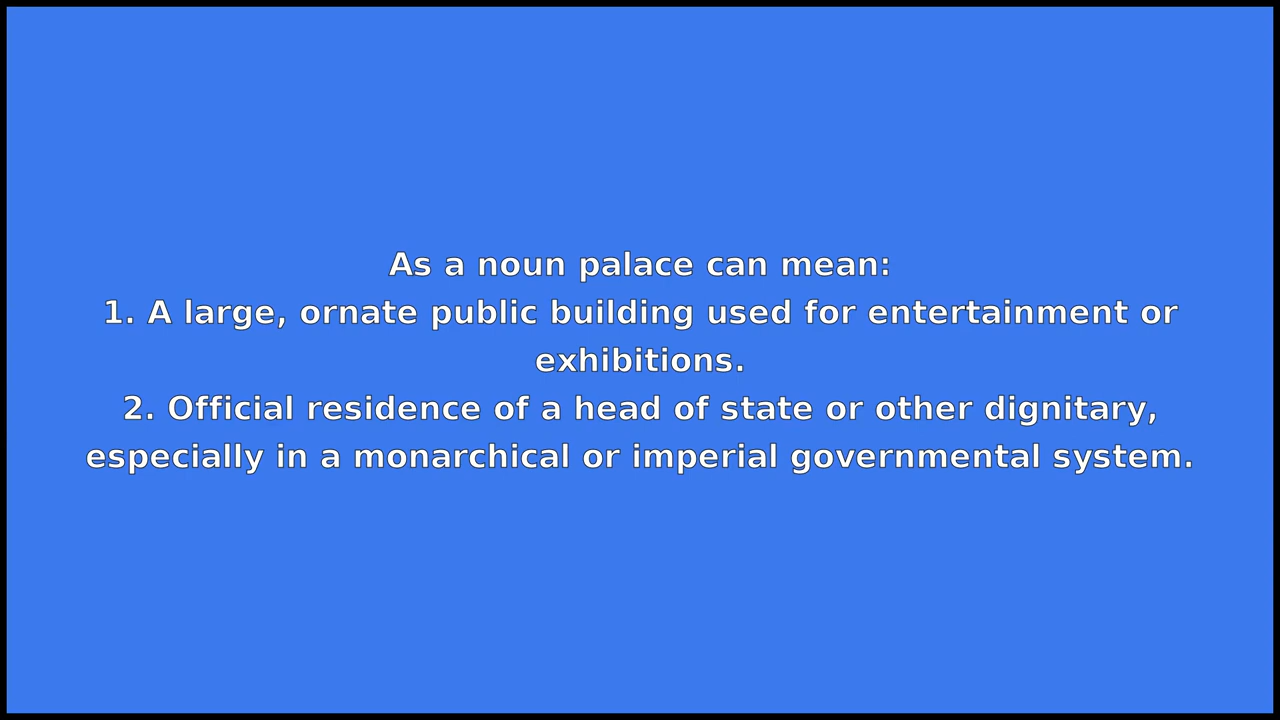 As a noun palace can mean:
1. A large, ornate public building used for entertainment or
exhibitions.
2. Official residence of a head of state or other dignitary,
especially in a monarchical or imperial governmental system.